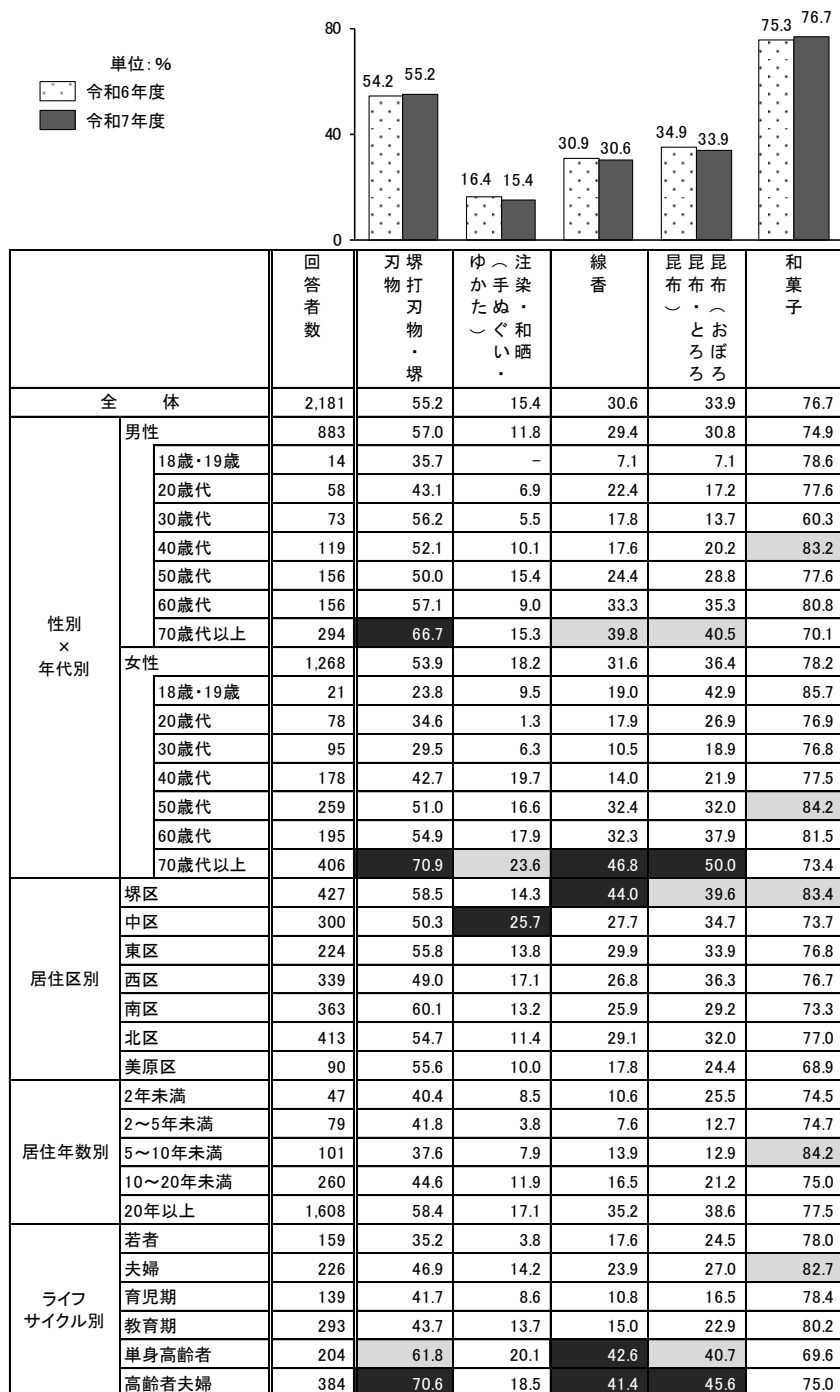 単位：％
令和6年度
令和7年度
80
40
0
54.2 55.2
16.4 15.4
30.9 30.6
34.9 33.9
75.3 76.7
回答者数
堺打刃物・堺刃物
注染・和晒（手ぬぐい・ゆかた）
線香
昆布（おぼろ昆布・とろろ昆布）
和菓子
全体 2,181 55.2 15.4 30.6 33.9 76.7
性別×年代別
男性 883 57.0 11.8 29.4 30.8 74.9
18歳・19歳 14 35.7 － 7.1 7.1 78.6
20歳代 58 43.1 6.9 22.4 17.2 77.6
30歳代 73 56.2 5.5 17.8 13.7 60.3
40歳代 119 52.1 10.1 17.6 20.2 83.2
50歳代 156 50.0 15.4 24.4 28.8 77.6
60歳代 156 57.1 9.0 33.3 35.3 80.8
70歳代以上 294 66.7 15.3 39.8 40.5 70.1
女性 1,268 53.9 18.2 31.6 36.4 78.2
18歳・19歳 21 23.8 9.5 19.0 42.9 85.7
20歳代 78 34.6 1.3 17.9 26.9 76.9
30歳代 95 29.5 6.3 10.5 18.9 76.8
40歳代 178 42.7 19.7 14.0 21.9 77.5
50歳代 259 51.0 16.6 32.4 32.0 84.2
60歳代 195 54.9 17.9 32.3 37.9 81.5
70歳代以上 406 70.9 23.6 46.8 50.0 73.4
居住区別
堺区 427 58.5 14.3 44.0 39.6 83.4
中区 300 50.3 25.7 27.7 34.7 73.7
東区 224 55.8 13.8 29.9 33.9 76.8
西区 339 49.0 17.1 26.8 36.3 76.7
南区 363 60.1 13.2 25.9 29.2 73.3
北区 413 54.7 11.4 29.1 32.0 77.0
美原区 90 55.6 10.0 17.8 24.4 68.9
居住年数別
2年未満 47 40.4 8.5 10.6 25.5 74.5
2～5年未満 79 41.8 3.8 7.6 12.7 74.7
5～10年未満 101 37.6 7.9 13.9 12.9 84.2
10～20年未満 260 44.6 11.9 16.5 21.2 75.0
20年以上 1,608 58.4 17.1 35.2 38.6 77.5
ライフサイクル別
若者 159 35.2 3.8 17.6 24.5 78.0
夫婦 226 46.9 14.2 23.9 27.0 82.7
育児期 139 41.7 8.6 10.8 16.5 78.4
教育期 293 43.7 13.7 15.0 22.9 80.2
単身高齢者 204 61.8 20.1 42.6 40.7 69.6
高齢者夫婦 384 70.6 18.5 41.4 45.6 75.0